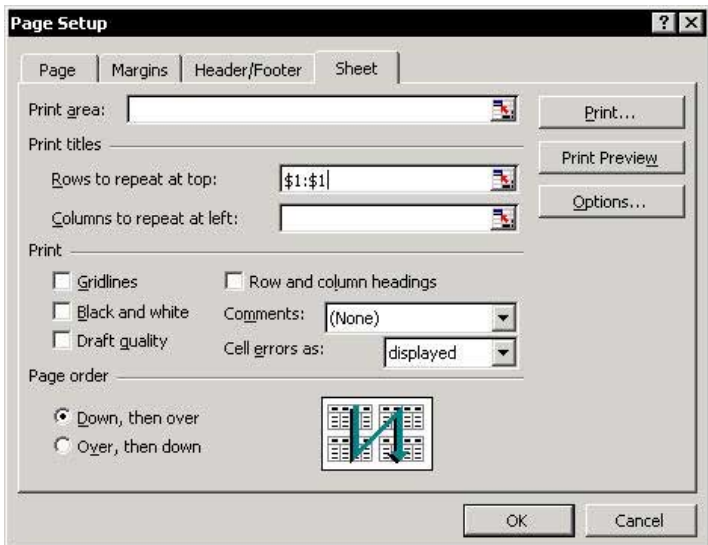 Page Setup
Page Margins Header/Footer Sheet
Print area:
Print...
Print titles
Print Preview
Rows to repeat at top: $1:$1
Options...
Columns to repeat at left:
Print
Gridlines Row and column headings
Black and white Comments: (None)
Draft quality Cell errors as: displayed
Page order
Down, then over
Over, then down
OK Cancel